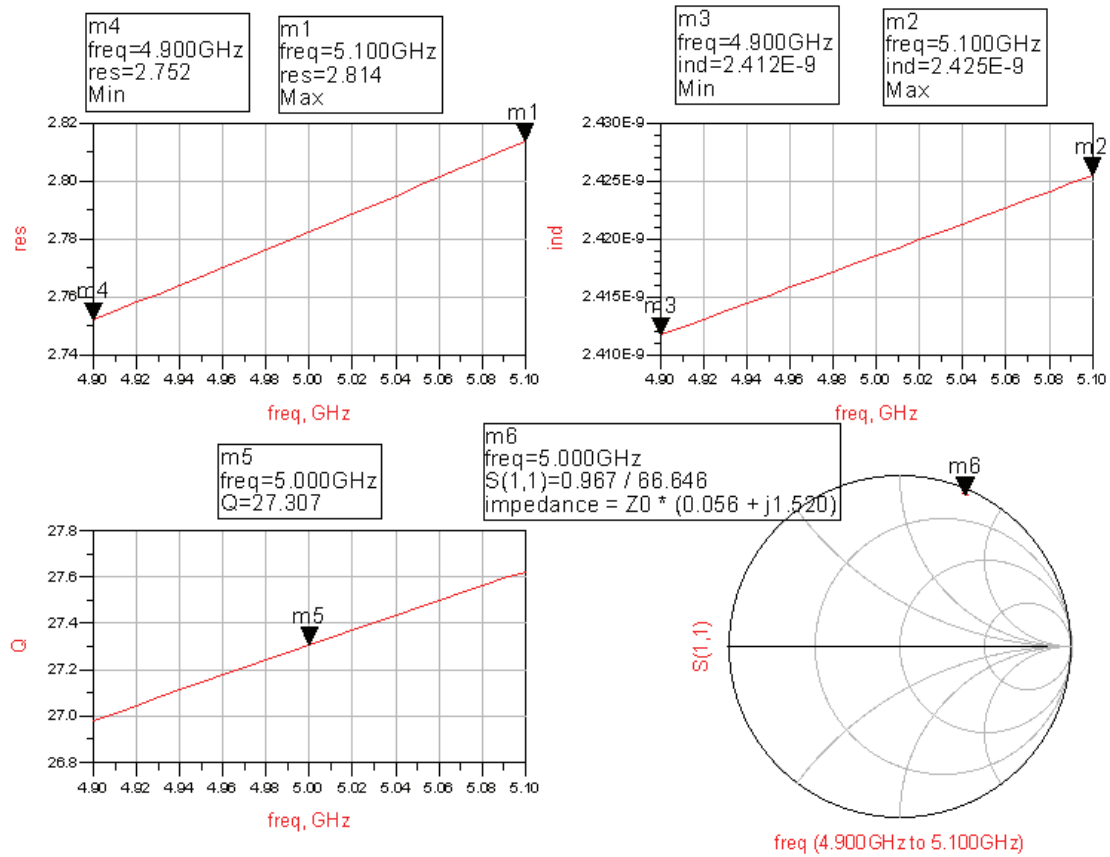 m4
freq=4.900GHz
res=2.752
Min
m1
freq=5.100GHz
res=2.814
Max
m3
freq=4.900GHz
ind=2.412E-9
Min
m2
freq=5.100GHz
ind=2.425E-9
Max
2.82
2.80
2.78
2.76
2.74
res
m4
m1
4.90 4.92 4.94 4.96 4.98 5.00 5.02 5.04 5.06 5.08 5.10
freq, GHz
2.430E-9
2.425E-9
2.420E-9
2.415E-9
2.410E-9
ind
m3
m2
4.90 4.92 4.94 4.96 4.98 5.00 5.02 5.04 5.06 5.08 5.10
freq, GHz
m5
freq=5.000GHz
Q=27.307
m6
freq=5.000GHz
S(1,1)=0.967 / 66.646
impedance = Z0 * (0.056 + j1.520)
27.8
27.6
27.4
27.2
27.0
26.8
Q
m5
4.90 4.92 4.94 4.96 4.98 5.00 5.02 5.04 5.06 5.08 5.10
freq, GHz
m6
S(1,1)
freq (4.900GHz to 5.100GHz)